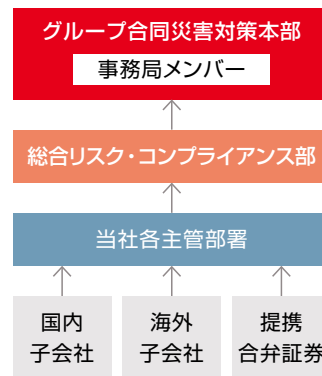 グループ合同災害対策本部
事務局メンバー
総合リスク・コンプライアンス部
当社各主管部署
国内
子会社
海外
子会社
提携
合弁証券